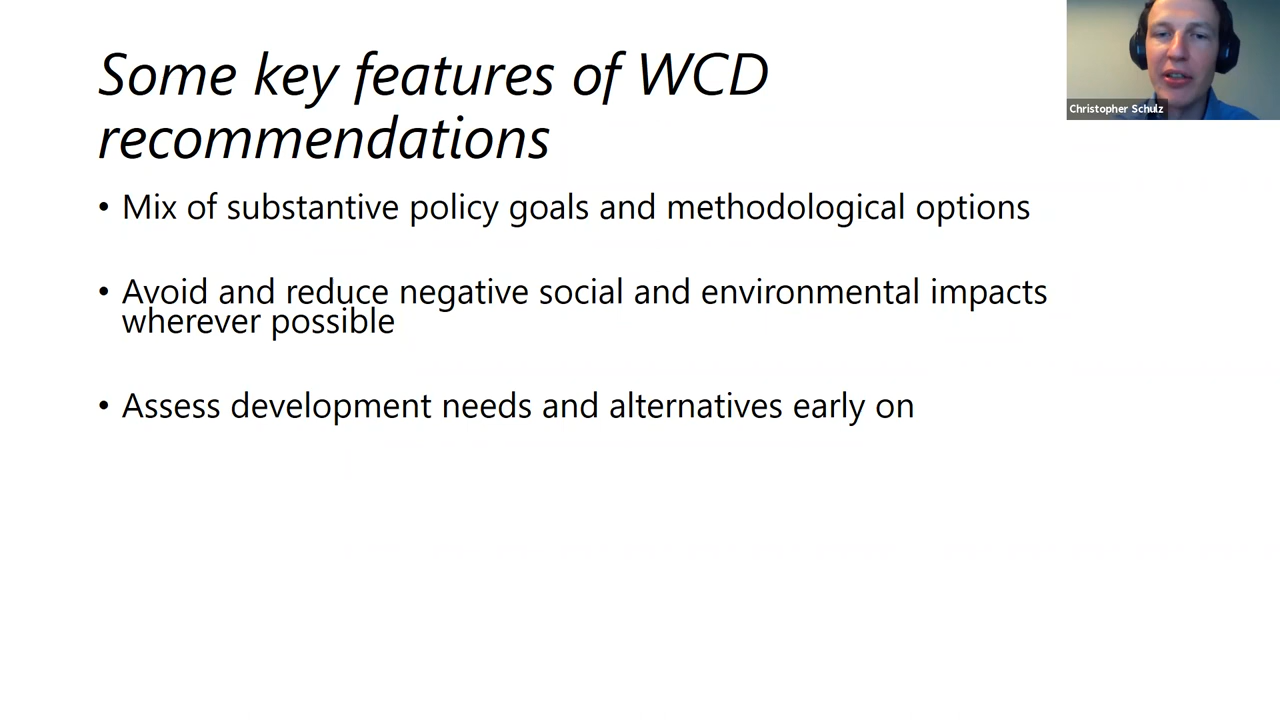 Some key features of WCD
recommendations
• Mix of substantive policy goals and methodological options
• Avoid and reduce negative social and environmental impacts
wherever possible
• Assess development needs and alternatives early on
Christopher Schulz